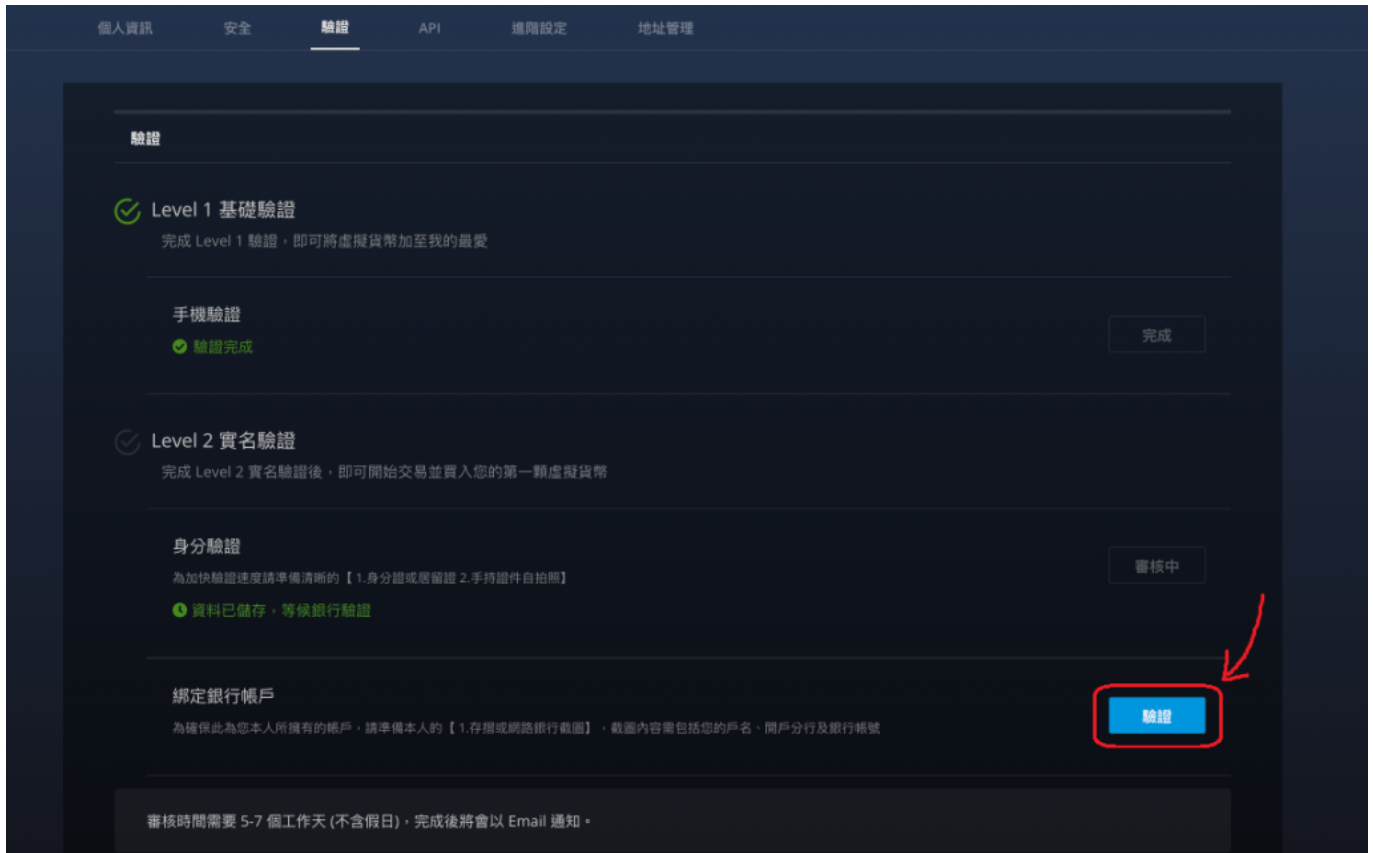 個人資訊 安全 驗證 API 進階設定 地址管理
驗證
Level 1 基礎驗證
完成 Level 1 驗證，即可將虛擬貨幣加至我的最愛
手機驗證
驗證完成
完成
Level 2 實名驗證
完成 Level 2 實名驗證後，即可開始交易並買入您的第一顆虛擬貨幣
身分驗證
為加快驗證速度請準備清晰的【 1.身分證或居留證 2.手持證件自拍照】
資料已儲存，等候銀行驗證
審核中
綁定銀行帳戶
為確保此為您本人所擁有的帳戶，請準備本人的【 1.存摺或網路銀行截圖】，截圖內容需包括您的戶名、開戶分行及銀行帳號
驗證
審核時間需要 5-7 個工作天 (不含假日)，完成後將會以 Email 通知。